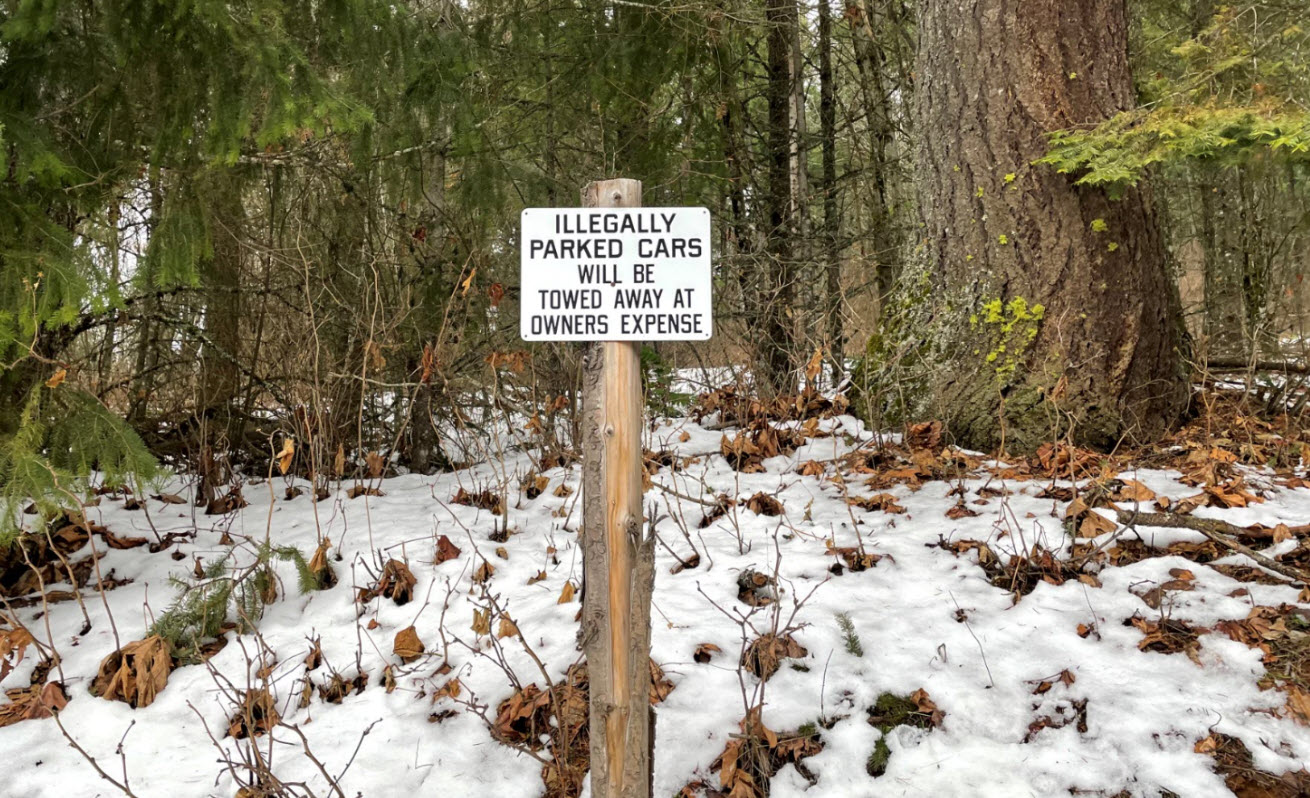 ILLEGALLY
PARKED CARS
WILL BE
TOWED AWAY AT
OWNERS EXPENSE